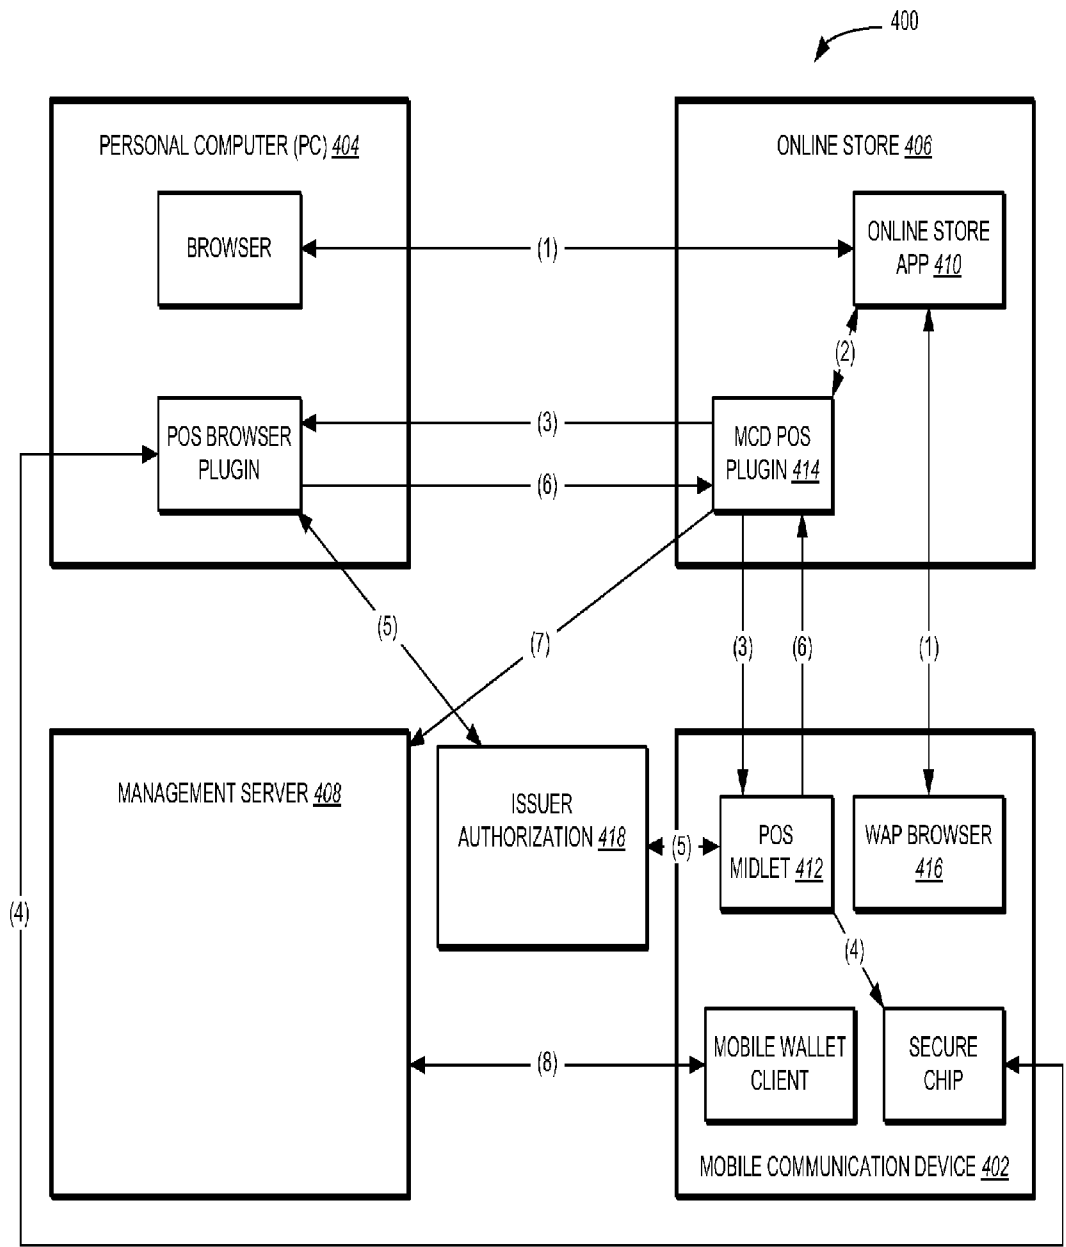 400
PERSONAL COMPUTER (PC) 404
ONLINE STORE 406
BROWSER
(1)
ONLINE STORE
APP 410
(2)
POS BROWSER
PLUGIN
(3)
(6)
MCD POS
PLUGIN 414
(5)
(7)
(3)
(6)
(1)
MANAGEMENT SERVER 408
ISSUER
AUTHORIZATION 418
(5)
POS
MIDLET 412
WAP BROWSER
416
(4)
(4)
(8)
MOBILE WALLET
CLIENT
SECURE
CHIP
MOBILE COMMUNICATION DEVICE 402